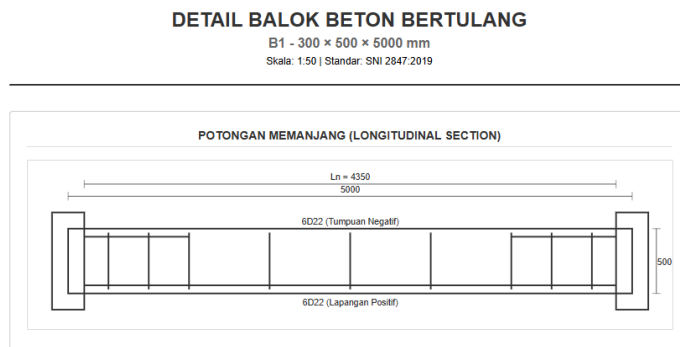 DETAIL BALOK BETON BERTULANG
B1 - 300 × 500 × 5000 mm
Skala: 1:50 | Standar: SNI 2847:2019
POTONGAN MEMANJANG (LONGITUDINAL SECTION)
Ln = 4350
5000
6D22 (Tumpuan Negatif)
500
6D22 (Lapangan Positif)